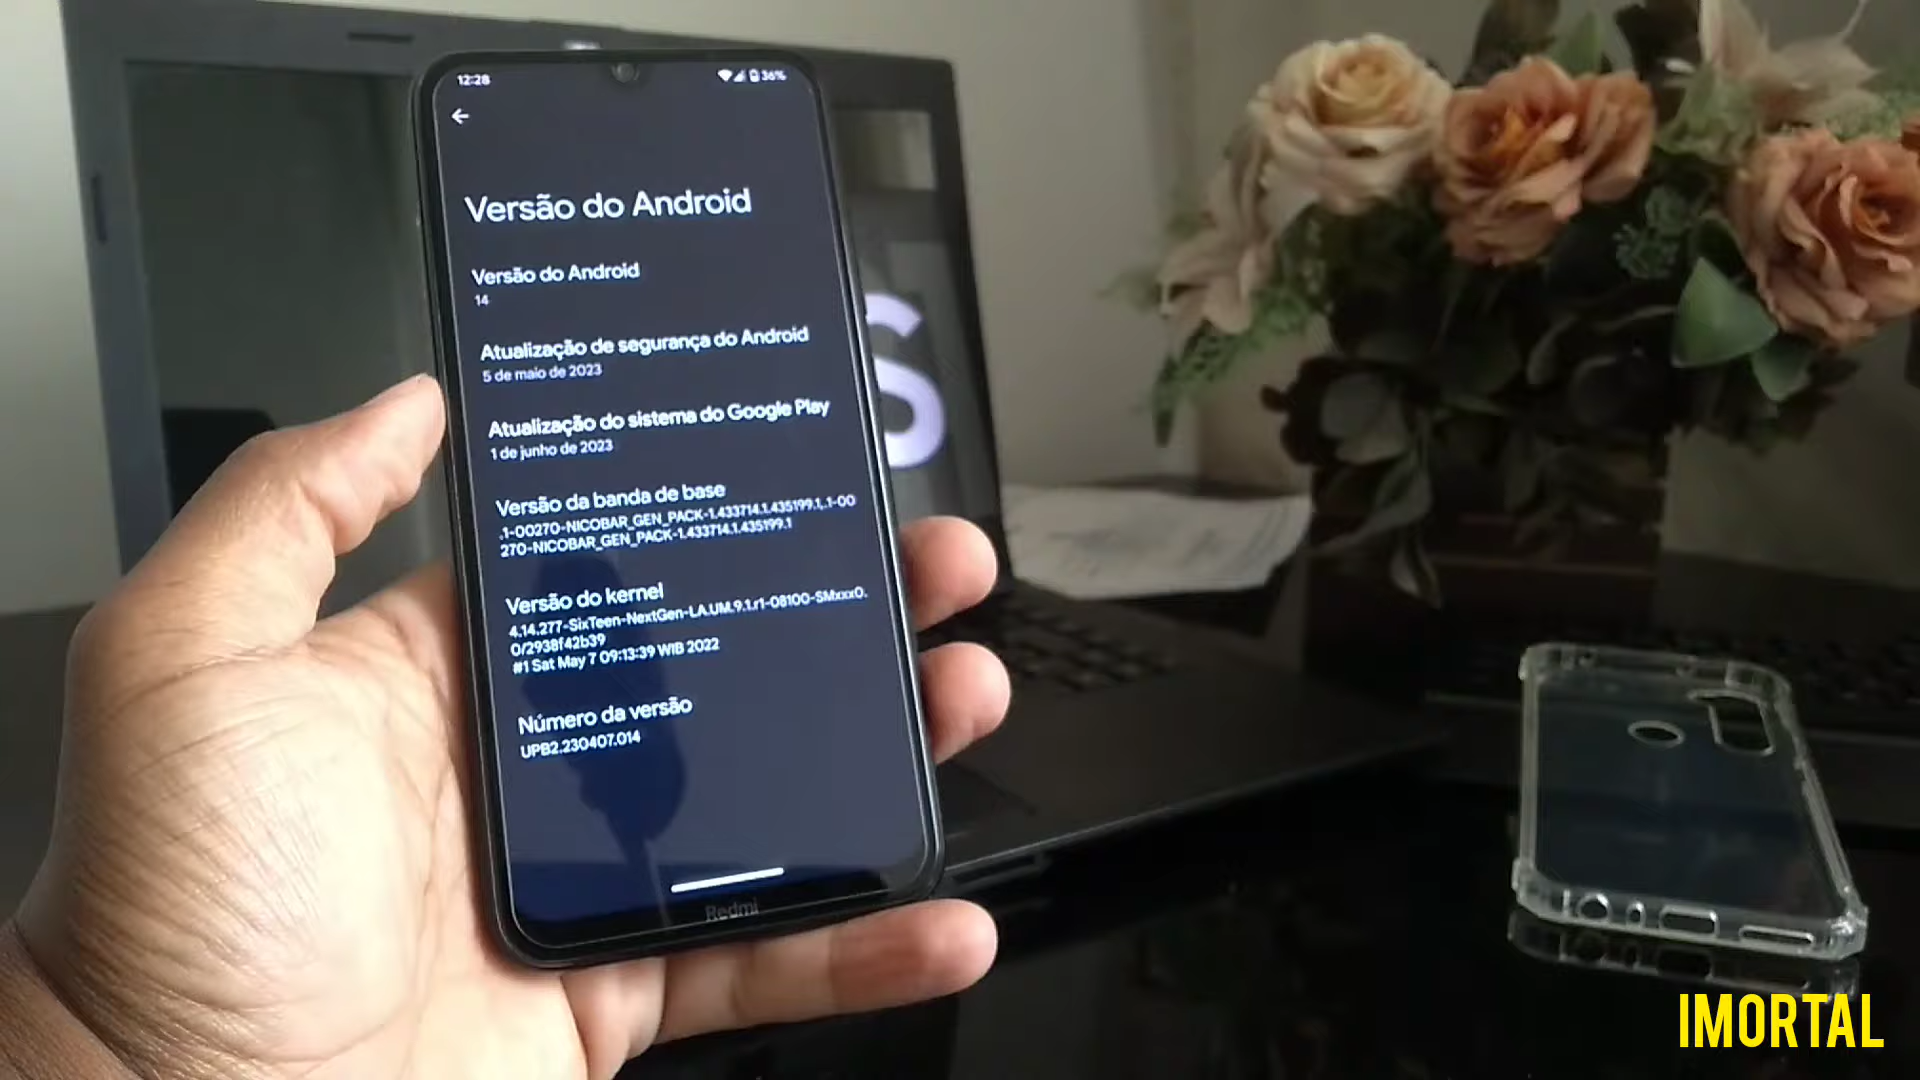 12:28
36%
Versão do Android
Versão do Android
14
Atualização de segurança do Android
5 de maio de 2023
Atualização do sistema do Google Play
1 de junho de 2023
Versão da banda de base
.1-00270-NICOBAR_GEN_PACK-1.433714.1.435199.1,.1-00
270-NICOBAR_GEN_PACK-1.433714.1.435199.1
Versão do kernel
4.14.277-SixTeen-NextGen-LA.UM.9.1.r1-08100-SMxxx0.
0/2938f42b39
#1 Sat May 7 09:13:39 WIB 2022
Número da versão
UPB2.230407.014
Redmi
S
IMORTAL